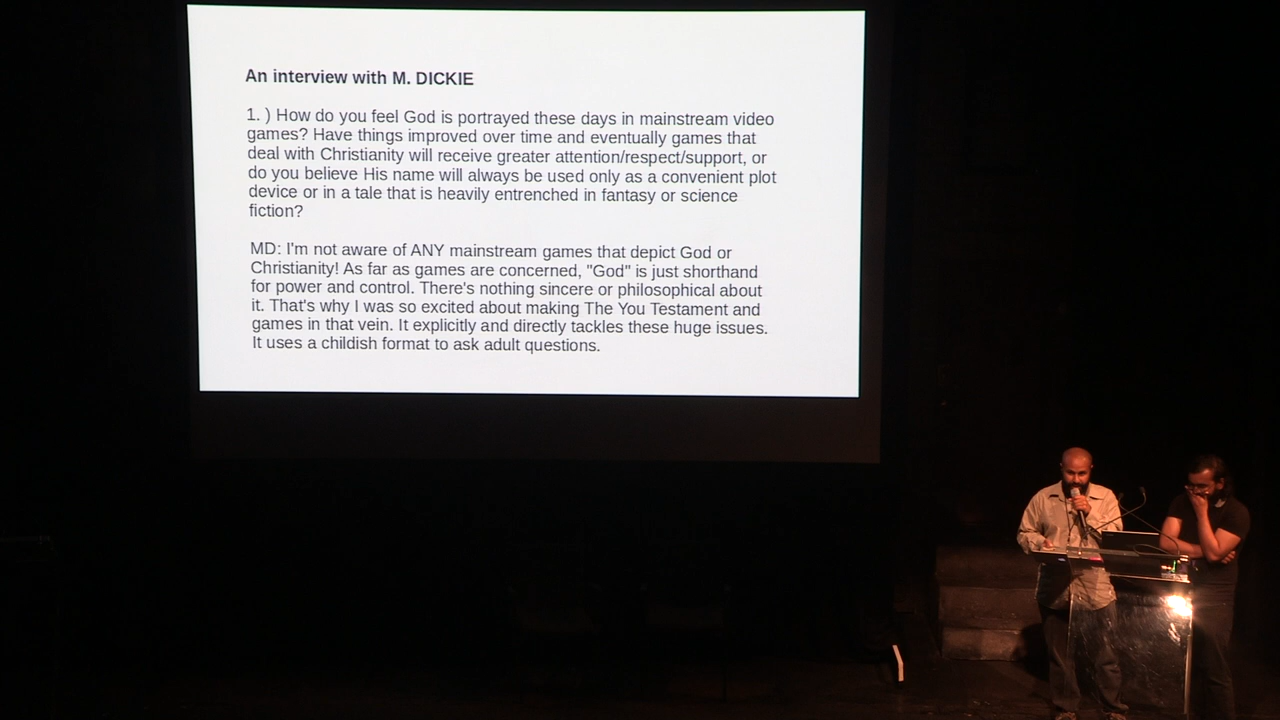 An interview with M. DICKIE
1. ) How do you feel God is portrayed these days in mainstream video
games? Have things improved over time and eventually games that
deal with Christianity will receive greater attention/respect/support, or
do you believe His name will always be used only as a convenient plot
device or in a tale that is heavily entrenched in fantasy or science
fiction?
MD: I'm not aware of ANY mainstream games that depict God or
Christianity! As far as games are concerned, "God" is just shorthand
for power and control. There's nothing sincere or philosophical about
it. That's why I was so excited about making The You Testament and
games in that vein. It explicitly and directly tackles these huge issues.
It uses a childish format to ask adult questions.